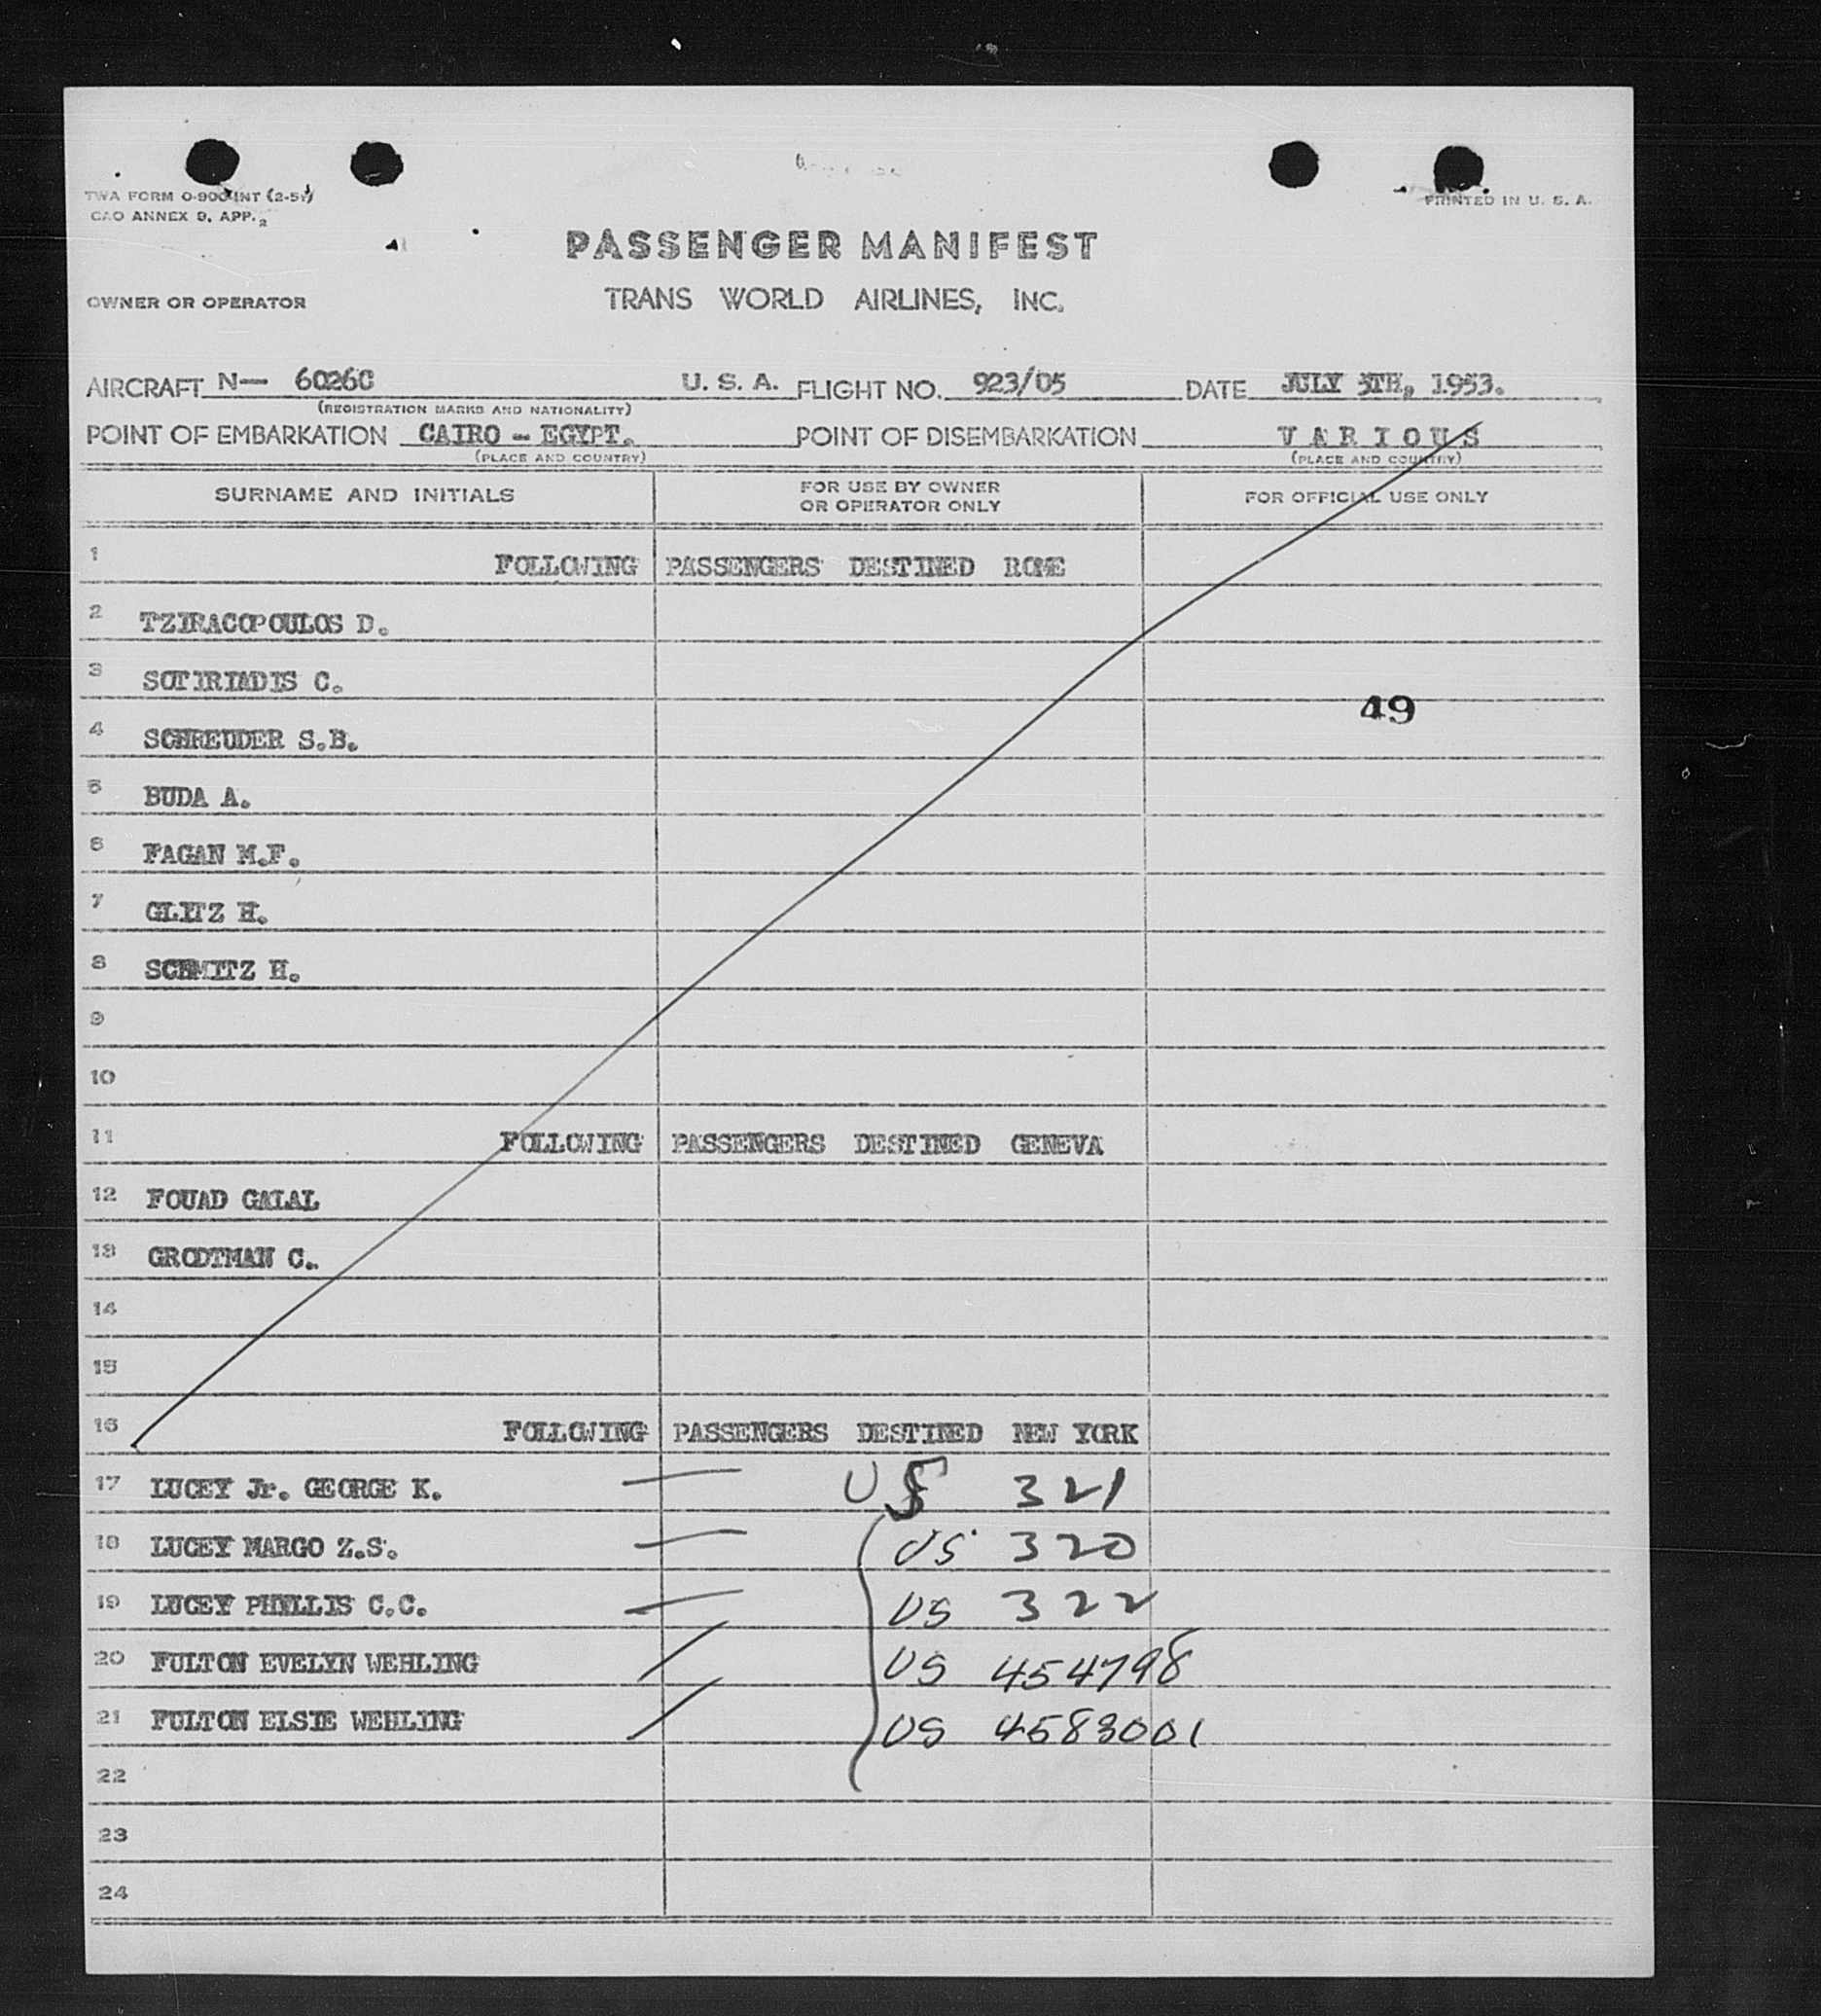 TWA FORM O-900-INT (2-51)
PRINTED IN U. S. A.
CAO ANNEX 9, APP. 2
PASSENGER MANIFEST
OWNER OR OPERATOR TRANS WORLD AIRLINES, INC.
AIRCRAFT N— 6026C U. S. A. FLIGHT NO. 923/05 DATE JULY 5TH, 1953.
(REGISTRATION MARKS AND NATIONALITY)
POINT OF EMBARKATION CAIRO - EGYPT. POINT OF DISEMBARKATION VARIOUS
(PLACE AND COUNTRY) (PLACE AND COUNTRY)
SURNAME AND INITIALS FOR USE BY OWNER OR OPERATOR ONLY FOR OFFICIAL USE ONLY
1 FOLLOWING PASSENGERS DESTINED ROME
2 TZIRACOPOULOS D.
3 SOTIRIADIS C.
49
4 SCHREUDER S.B.
5 BUDA A.
6 FAGAN M.F.
7 GLITZ H.
8 SCHMITZ H.
9
10
11 FOLLOWING PASSENGERS DESTINED GENEVA
12 FOUAD GALAL
13 GROOTMAN C.
14
15
16 FOLLOWING PASSENGERS DESTINED NEW YORK
17 LUCEY Jr. GEORGE K. — US 321
18 LUCEY MARGO Z.S. — US 320
19 LUCEY PHYLLIS C.C. — US 322
20 FULTON EVELYN WEHLING / US 454798
21 FULTON ELSIE WEHLING / US 4583001
22
23
24